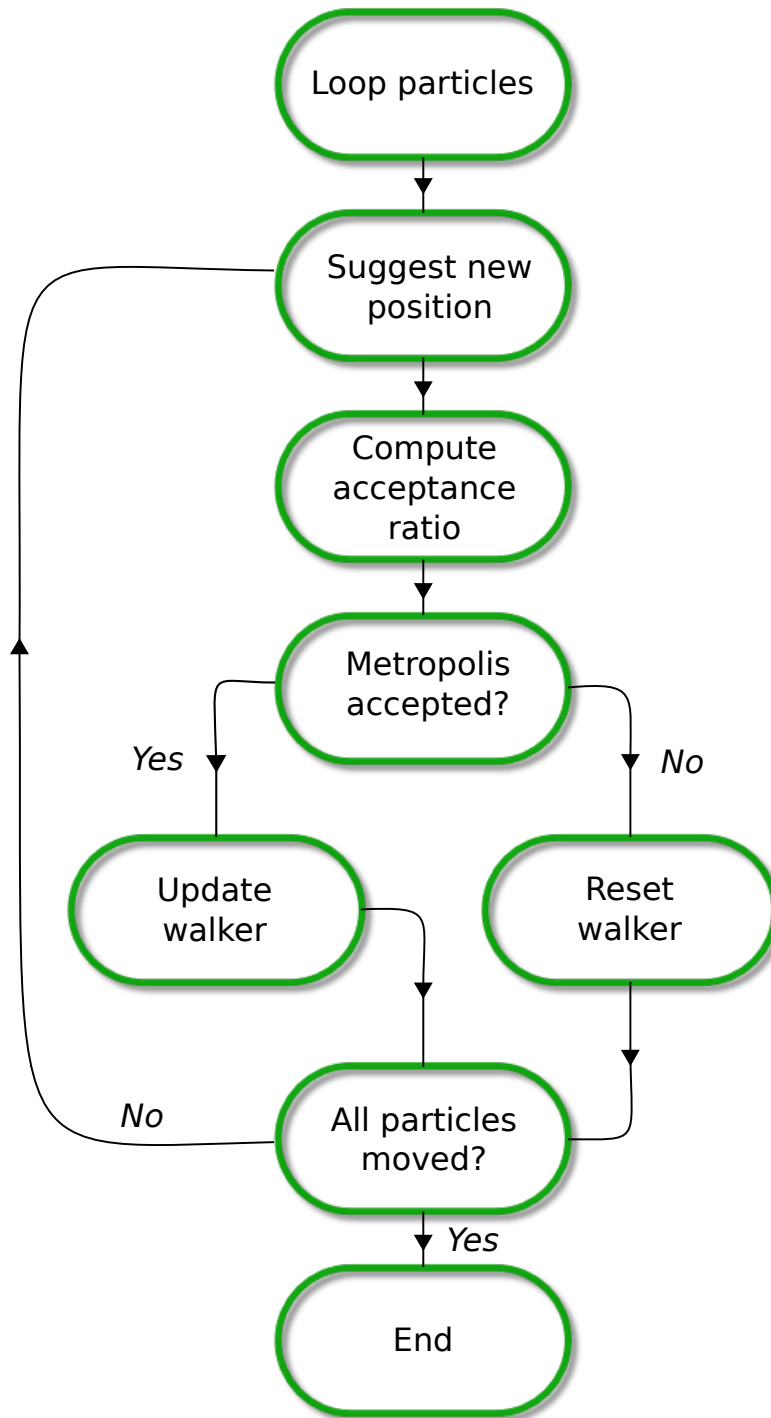 Loop particles
Suggest new
position
Compute
acceptance
ratio
Metropolis
accepted?
Yes
No
Update
walker
Reset
walker
No
All particles
moved?
Yes
End